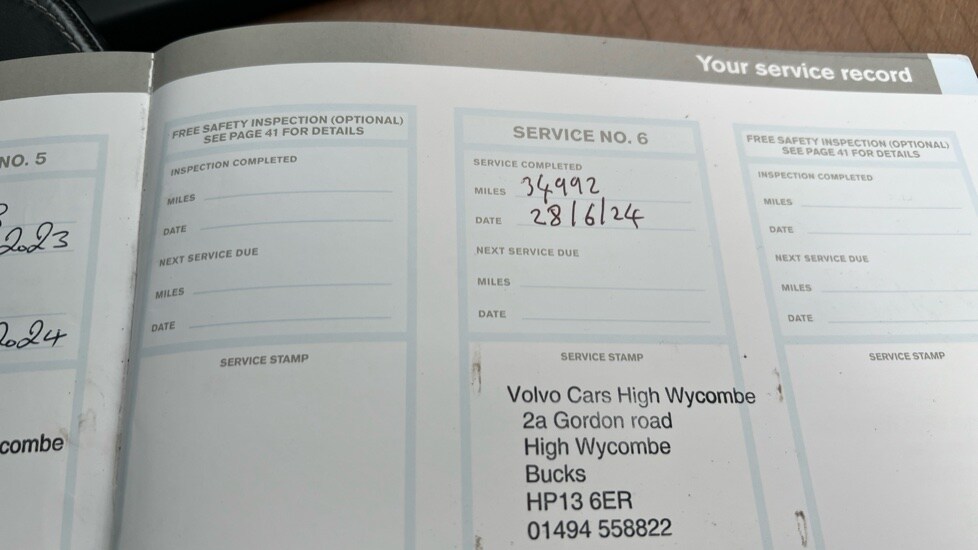 Your service record
NO. 5
2023
2024
combe
FREE SAFETY INSPECTION (OPTIONAL)
SEE PAGE 41 FOR DETAILS
INSPECTION COMPLETED
MILES
DATE
NEXT SERVICE DUE
MILES
DATE
SERVICE STAMP
SERVICE NO. 6
SERVICE COMPLETED
MILES 34992
DATE 28/6/24
NEXT SERVICE DUE
MILES
DATE
SERVICE STAMP
Volvo Cars High Wycombe
2a Gordon road
High Wycombe
Bucks
HP13 6ER
01494 558822
FREE SAFETY INSPECTION (OPTIONAL)
SEE PAGE 41 FOR DETAILS
INSPECTION COMPLETED
MILES
DATE
NEXT SERVICE DUE
MILES
DATE
SERVICE STAMP